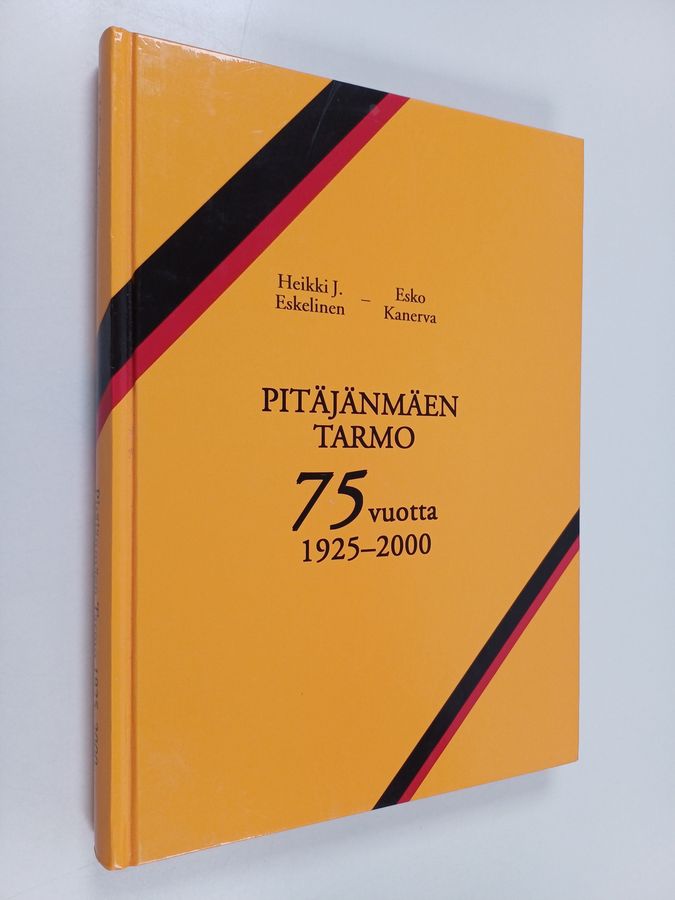 Heikki J.
Eskelinen
–
Esko
Kanerva
PITÄJÄNMÄEN
TARMO
75 vuotta
1925–2000